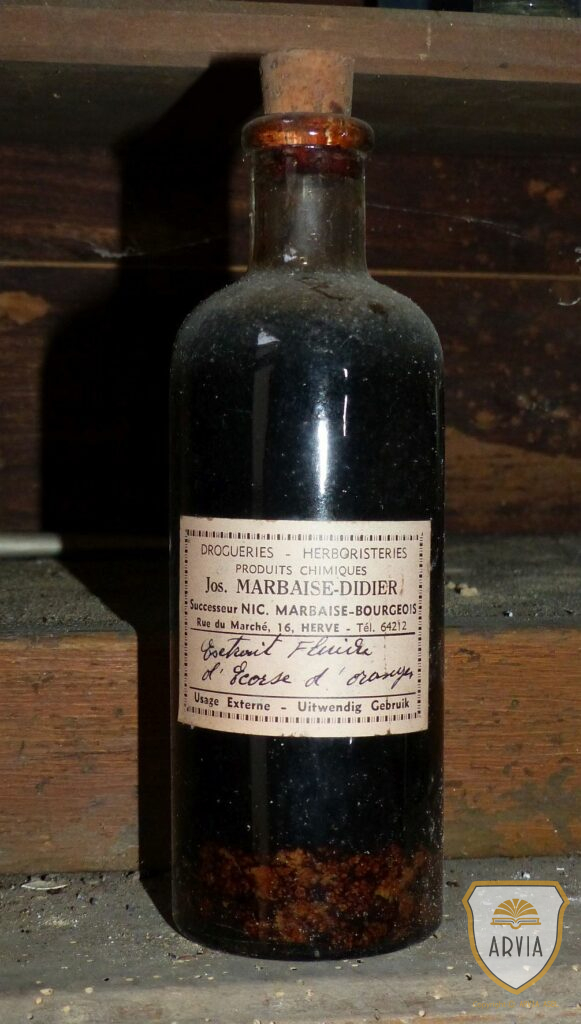 DROGUERIES - HERBORISTERIES
PRODUITS CHIMIQUES
Jos. MARBAISE-DIDIER
Successeur NIC. MARBAISE-BOURGEOIS
Rue du Marché, 16, HERVE - Tél. 64212
Extrait Fluide
d'Ecorse d'oranges
Usage Externe - Uitwendig Gebruik
ARVIA